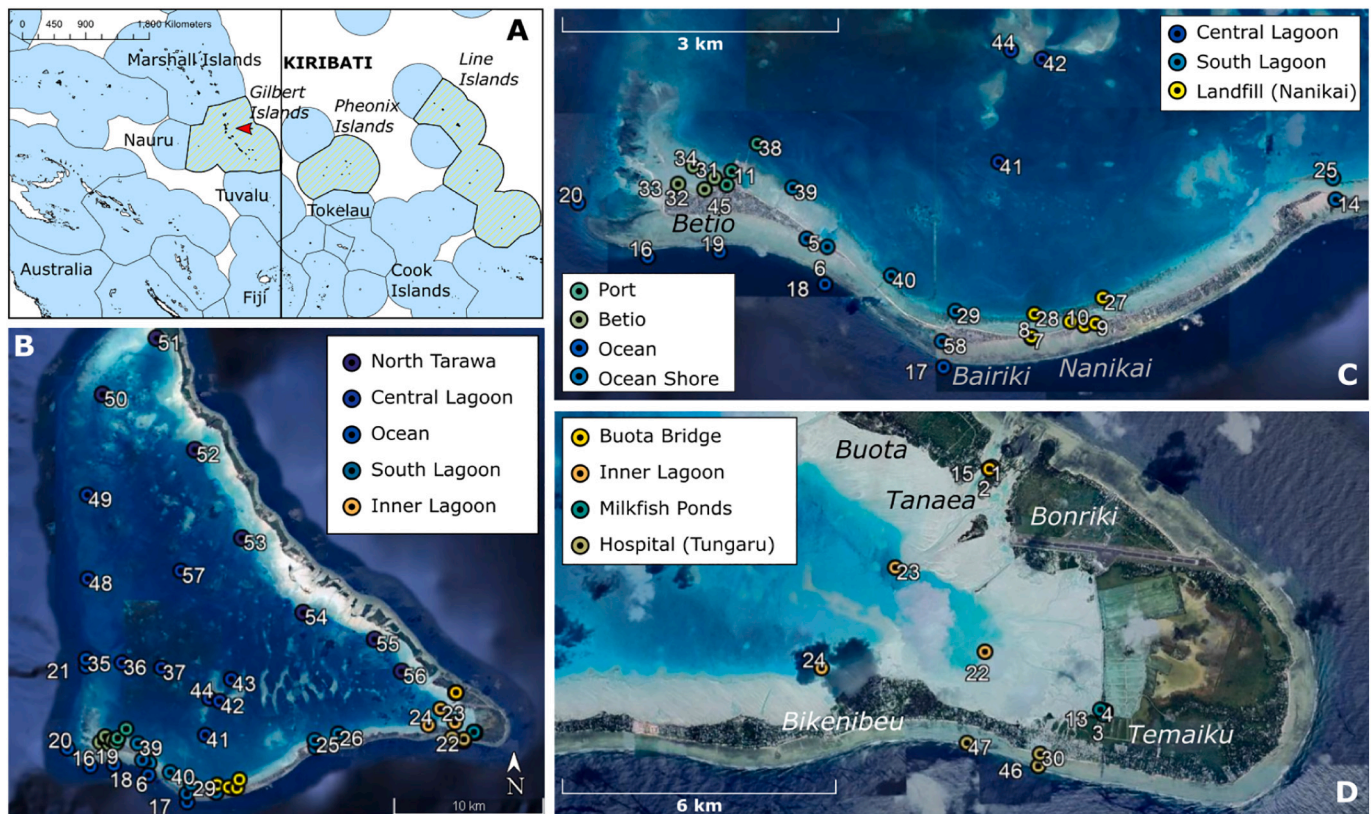 0 450 900 1,800 Kilometers
A
Marshall Islands
KIRIBATI
Line
Islands
Gilbert
Islands
Pheonix
Islands
Nauru
Tuvalu
Tokelau
Australia
Fiji
Cook
Islands
B
North Tarawa
Central Lagoon
Ocean
South Lagoon
Inner Lagoon
51
50
52
49
53
48
57
54
55
56
35
21
36
37
43
44
42
23
24
22
41
25
26
20
39
16
19
18
6
40
29
17
N
10 km
3 km
Central Lagoon
South Lagoon
Landfill (Nanikai)
44
42
38
41
34
31
11
33
32
45
39
25
14
20
Betio
16
19
5
6
18
40
29
27
28
10
9
8
7
58
17
Bairiki
Nanikai
Port
Betio
Ocean
Ocean Shore
C
Buota Bridge
Inner Lagoon
Milkfish Ponds
Hospital (Tungaru)
Buota
15
1
2
Tanaea
Bonriki
23
24
22
Bikenibeu
13
4
3
Temaiku
47
30
46
6 km
D